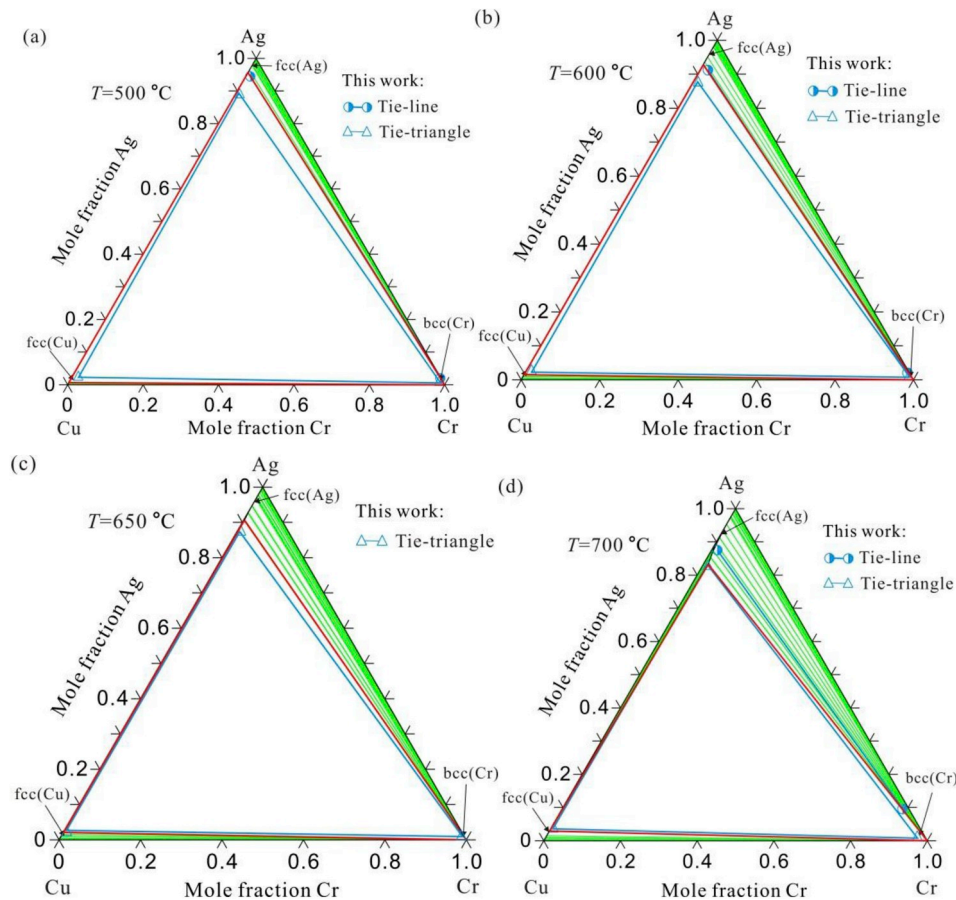 (a)
Ag
1.0
fcc(Ag)
T=500 °C
This work:
Tie-line
Tie-triangle
0.8
Mole fraction Ag
0.6
0.4
0.2
fcc(Cu)
bcc(Cr)
0
0 0.2 0.4 0.6 0.8 1.0
Cu Mole fraction Cr Cr
(b)
Ag
1.0
fcc(Ag)
T=600 °C
This work:
Tie-line
Tie-triangle
0.8
Mole fraction Ag
0.6
0.4
0.2
fcc(Cu)
bcc(Cr)
0
0 0.2 0.4 0.6 0.8 1.0
Cu Mole fraction Cr Cr
(c)
Ag
1.0
fcc(Ag)
T=650 °C
This work:
Tie-triangle
0.8
Mole fraction Ag
0.6
0.4
0.2
fcc(Cu)
bcc(Cr)
0
0 0.2 0.4 0.6 0.8 1.0
Cu Mole fraction Cr Cr
(d)
Ag
1.0
fcc(Ag)
T=700 °C
This work:
Tie-line
Tie-triangle
0.8
Mole fraction Ag
0.6
0.4
0.2
fcc(Cu)
bcc(Cr)
0
0 0.2 0.4 0.6 0.8 1.0
Cu Mole fraction Cr Cr